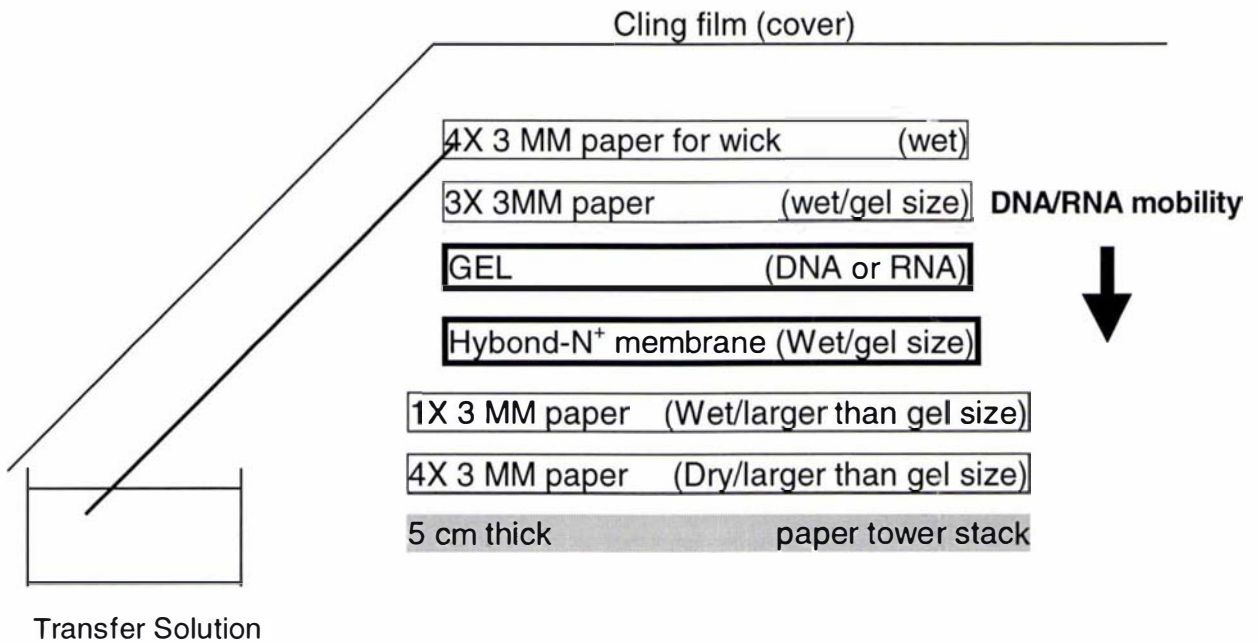 Cling film (cover)
4X 3 MM paper for wick (wet)
3X 3MM paper (wet/gel size) DNA/RNA mobility
GEL (DNA or RNA)
Hybond-N⁺ membrane (Wet/gel size)
1X 3 MM paper (Wet/larger than gel size)
4X 3 MM paper (Dry/larger than gel size)
5 cm thick paper tower stack
Transfer Solution